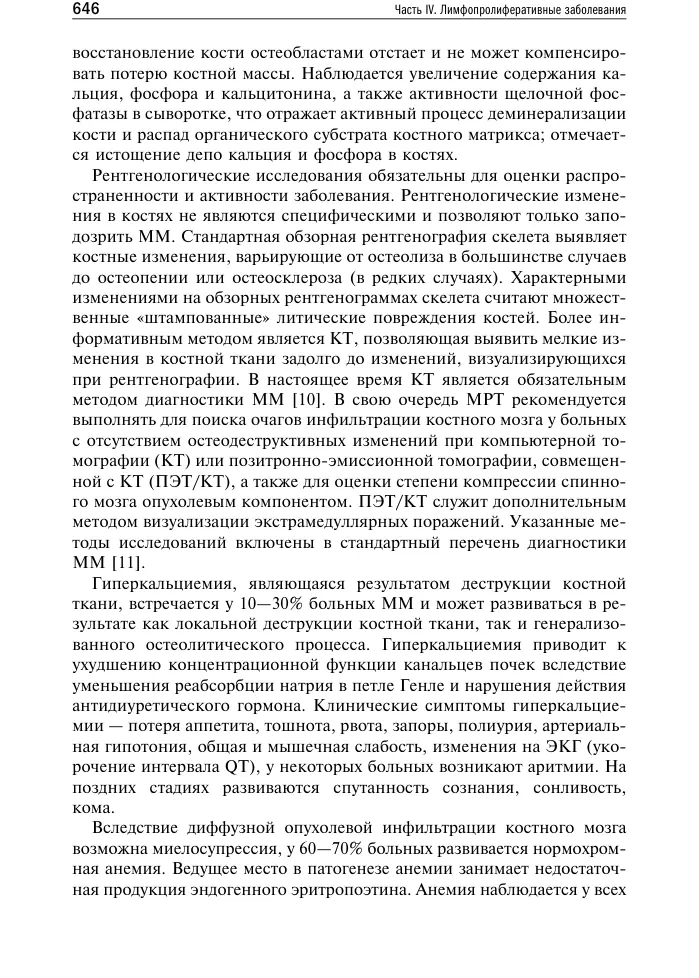 646
Часть IV. Лимфопролиферативные заболевания
восстановление кости остеобластами отстает и не может компенсиро-
вать потерю костной массы. Наблюдается увеличение содержания ка-
льция, фосфора и кальцитонина, а также активности щелочной фос-
фатазы в сыворотке, что отражает активный процесс деминерализации
кости и распад органического субстрата костного матрикса; отмечает-
ся истощение депо кальция и фосфора в костях.
Рентгенологические исследования обязательны для оценки распро-
страненности и активности заболевания. Рентгенологические измене-
ния в костях не являются специфическими и позволяют только запо-
дозрить ММ. Стандартная обзорная рентгенография скелета выявляет
костные изменения, варьирующие от остеолиза в большинстве случаев
до остеопении или остеосклероза (в редких случаях). Характерными
изменениями на обзорных рентгенограммах скелета считают множест-
венные «штампованные» литические повреждения костей. Более ин-
формативным методом является КТ, позволяющая выявить мелкие из-
менения в костной ткани задолго до изменений, визуализирующихся
при рентгенографии. В настоящее время КТ является обязательным
методом диагностики ММ [10]. В свою очередь МРТ рекомендуется
выполнять для поиска очагов инфильтрации костного мозга у больных
с отсутствием остеодеструктивных изменений при компьютерной то-
мографии (КТ) или позитронно-эмиссионной томографии, совмещен-
ной с КТ (ПЭТ/КТ), а также для оценки степени компрессии спинно-
го мозга опухолевым компонентом. ПЭТ/КТ служит дополнительным
методом визуализации экстрамедуллярных поражений. Указанные ме-
тоды исследований включены в стандартный перечень диагностики
ММ [11].
Гиперкальциемия, являющаяся результатом деструкции костной
ткани, встречается у 10—30% больных ММ и может развиваться в ре-
зультате как локальной деструкции костной ткани, так и генерализо-
ванного остеолитического процесса. Гиперкальциемия приводит к
ухудшению концентрационной функции канальцев почек вследствие
уменьшения реабсорбции натрия в петле Генле и нарушения действия
антидиуретического гормона. Клинические симптомы гиперкальцие-
мии — потеря аппетита, тошнота, рвота, запоры, полиурия, артериаль-
ная гипотония, общая и мышечная слабость, изменения на ЭКГ (уко-
рочение интервала QT), у некоторых больных возникают аритмии. На
поздних стадиях развиваются спутанность сознания, сонливость,
кома.
Вследствие диффузной опухолевой инфильтрации костного мозга
возможна миелосупрессия, у 60—70% больных развивается нормохром-
ная анемия. Ведущее место в патогенезе анемии занимает недостаточ-
ная продукция эндогенного эритропоэтина. Анемия наблюдается у всех